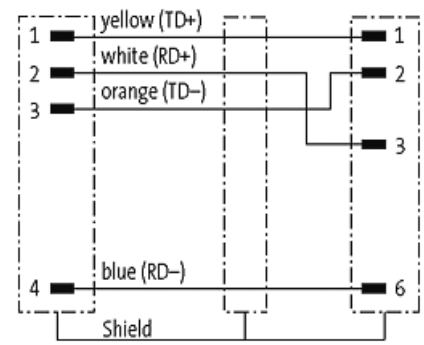 1 yellow (TD+) 1
2 white (RD+) 2
3 orange (TD–) 3
4 blue (RD–) 6
Shield